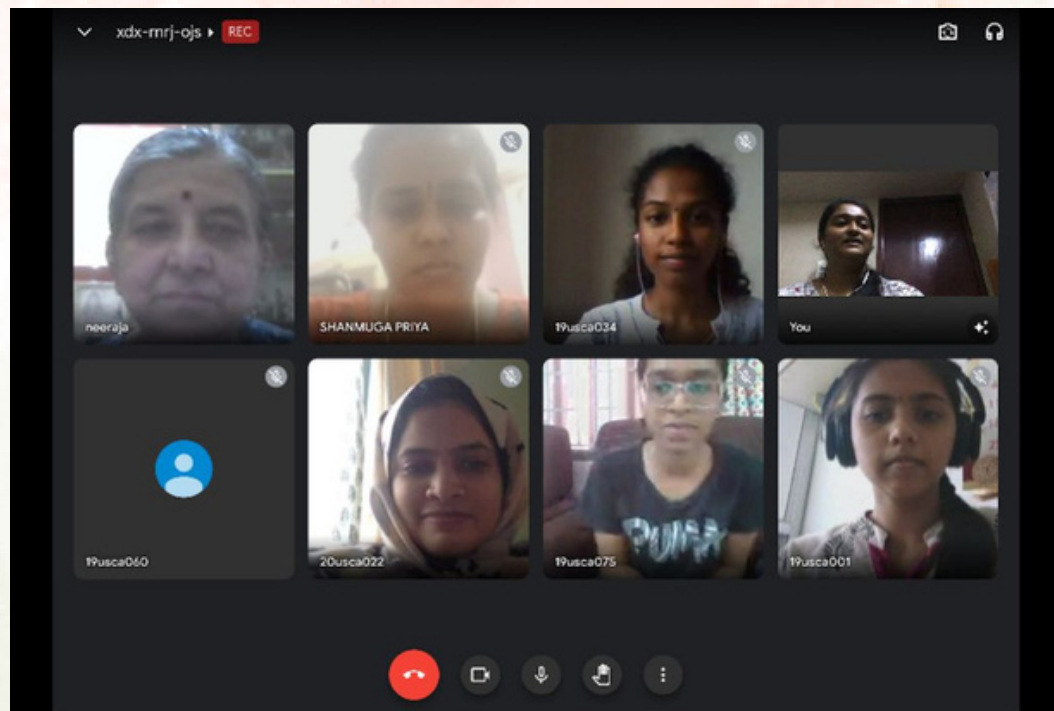 xdx-mrj-ojs REC
neeraja
SHANMUGA PRIYA
19usca034
You
19usca060
20usca022
19usca075
19usca001
PUMA